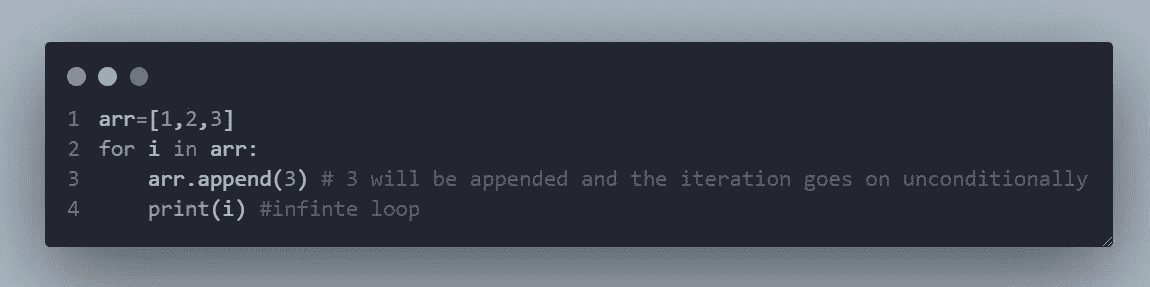 1 arr=[1,2,3]
2 for i in arr:
3     arr.append(3) # 3 will be appended and the iteration goes on unconditionally
4     print(i) #infinte loop